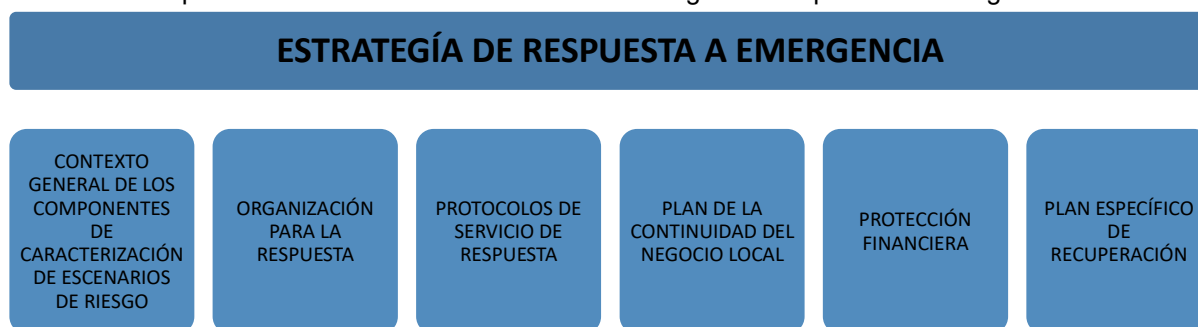 ESTRATEGÍA DE RESPUESTA A EMERGENCIA
CONTEXTO
GENERAL DE LOS
COMPONENTES
DE
CARACTERIZACIÓN
DE ESCENARIOS
DE RIESGO
ORGANIZACIÓN
PARA LA
RESPUESTA
PROTOCOLOS DE
SERVICIO DE
RESPUESTA
PLAN DE LA
CONTINUIDAD DEL
NEGOCIO LOCAL
PROTECCIÓN
FINANCIERA
PLAN ESPECÍFICO
DE
RECUPERACIÓN